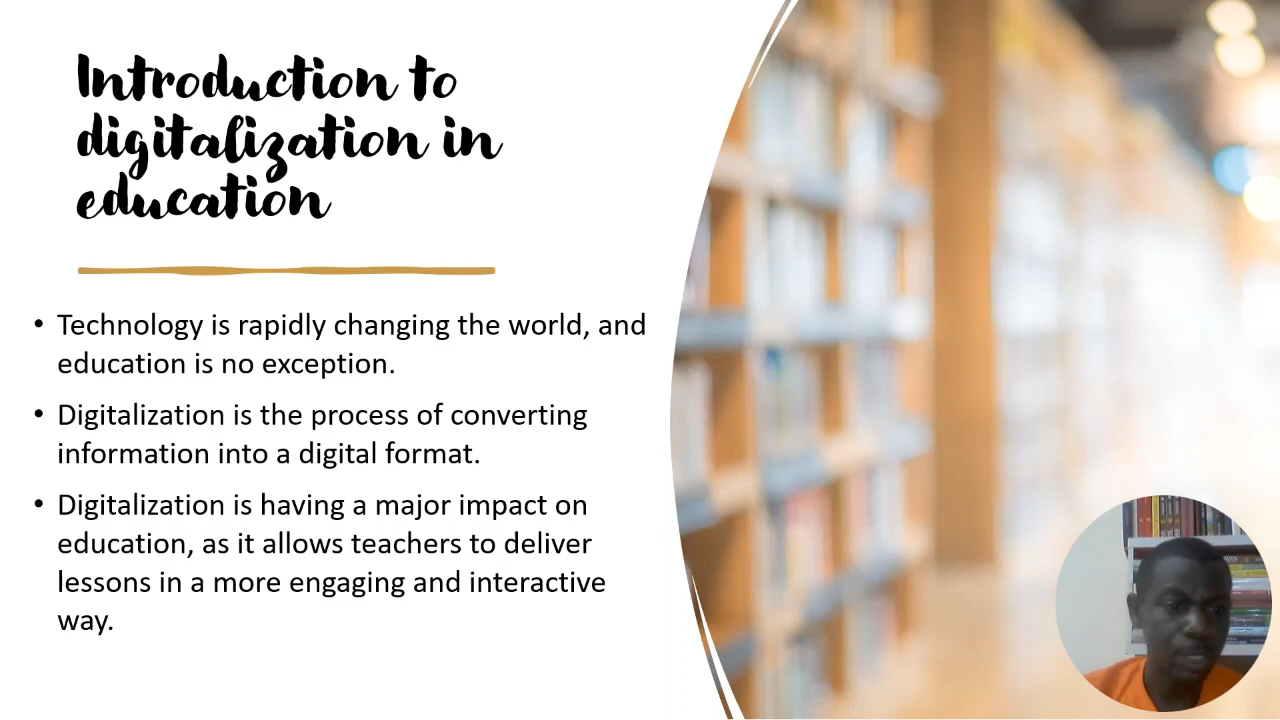 Introduction to
digitalization in
education
• Technology is rapidly changing the world, and
education is no exception.
• Digitalization is the process of converting
information into a digital format.
• Digitalization is having a major impact on
education, as it allows teachers to deliver
lessons in a more engaging and interactive
way.